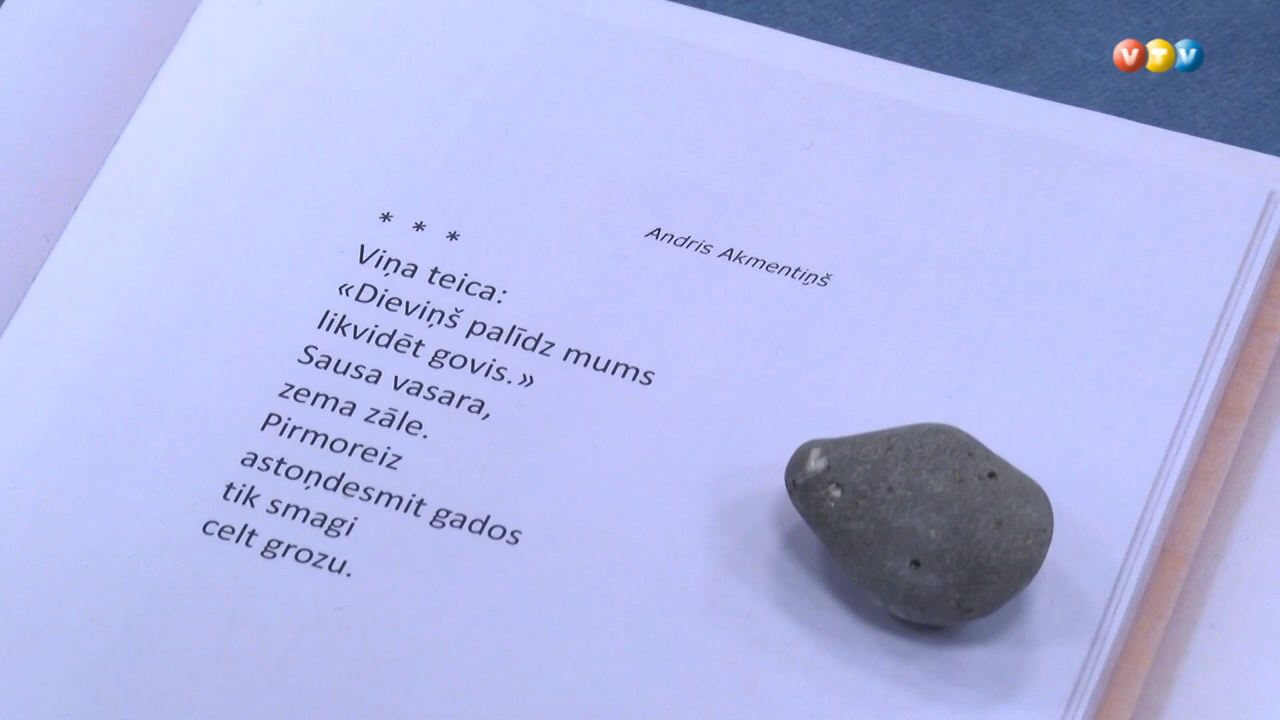 VTV
* * *
Andris Akmentiņš
Viņa teica:
«Dieviņš palīdz mums
likvidēt govis.»
Sausa vasara,
zema zāle.
Pirmoreiz
astoņdesmit gados
tik smagi
celt grozu.